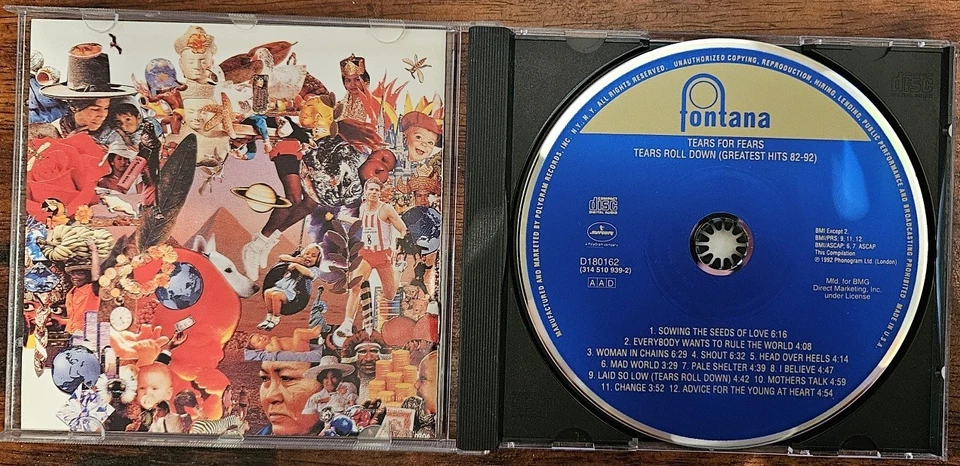 MANUFACTURED AND MARKETED BY POLYGRAM RECORDS, INC., N.Y., N.Y. ALL RIGHTS RESERVED. UNAUTHORIZED COPYING, REPRODUCTION, HIRING, LENDING, PUBLIC PERFORMANCE AND BROADCASTING PROHIBITED. MADE IN U.S.A.
fontana
TEARS FOR FEARS
TEARS ROLL DOWN (GREATEST HITS 82-92)
COMPACT
disc
DIGITAL AUDIO
mercury
a PolyGram company
D180162
(314 510 939-2)
AAD
BMI Except 2,
BMI/PRS; 9, 11, 12.
BMI/ASCAP; 6, 7. ASCAP
This Compilation
℗ 1992 Phonogram Ltd. (London)
Mfd. for BMG
Direct Marketing, Inc.
under License
1. SOWING THE SEEDS OF LOVE 6:16
2. EVERYBODY WANTS TO RULE THE WORLD 4:08
3. WOMAN IN CHAINS 6:29 4. SHOUT 6:32 5. HEAD OVER HEELS 4:14
6. MAD WORLD 3:29 7. PALE SHELTER 4:39 8. I BELIEVE 4:47
9. LAID SO LOW (TEARS ROLL DOWN) 4:42 10. MOTHERS TALK 4:59
11. CHANGE 3:52 12. ADVICE FOR THE YOUNG AT HEART 4:54